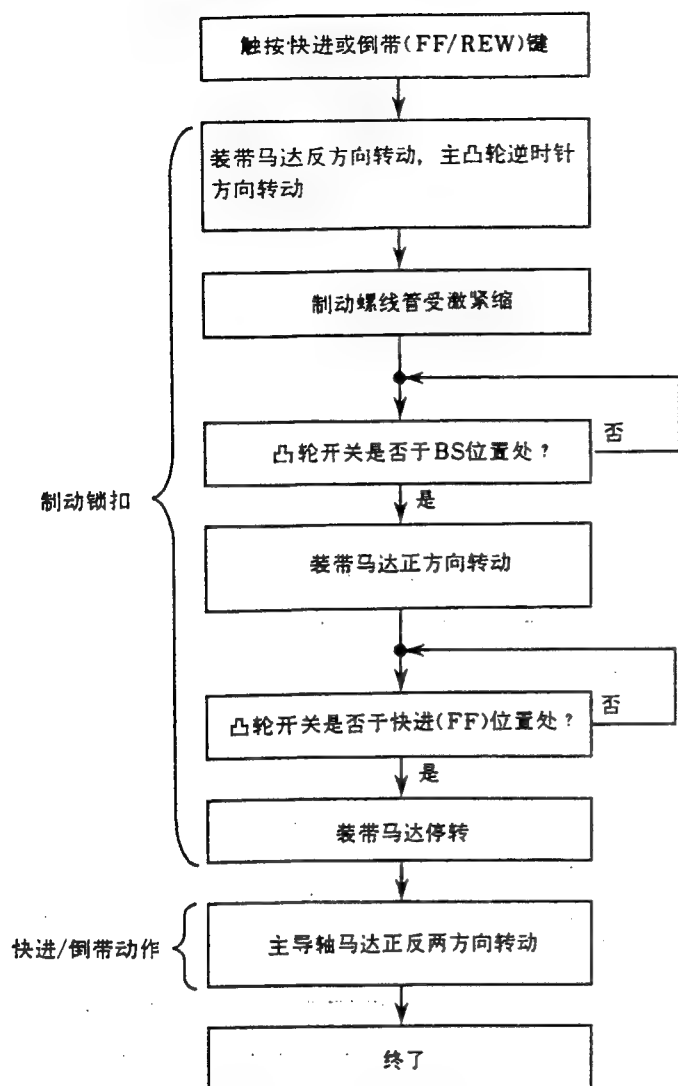 触按快进或倒带(FF/REW)键
装带马达反方向转动，主凸轮逆时针
方向转动
制动螺线管受激紧缩
凸轮开关是否于BS位置处？
否
是
制动锁扣
装带马达正方向转动
凸轮开关是否于快进(FF)位置处？
否
是
装带马达停转
快进/倒带动作
主导轴马达正反两方向转动
终了